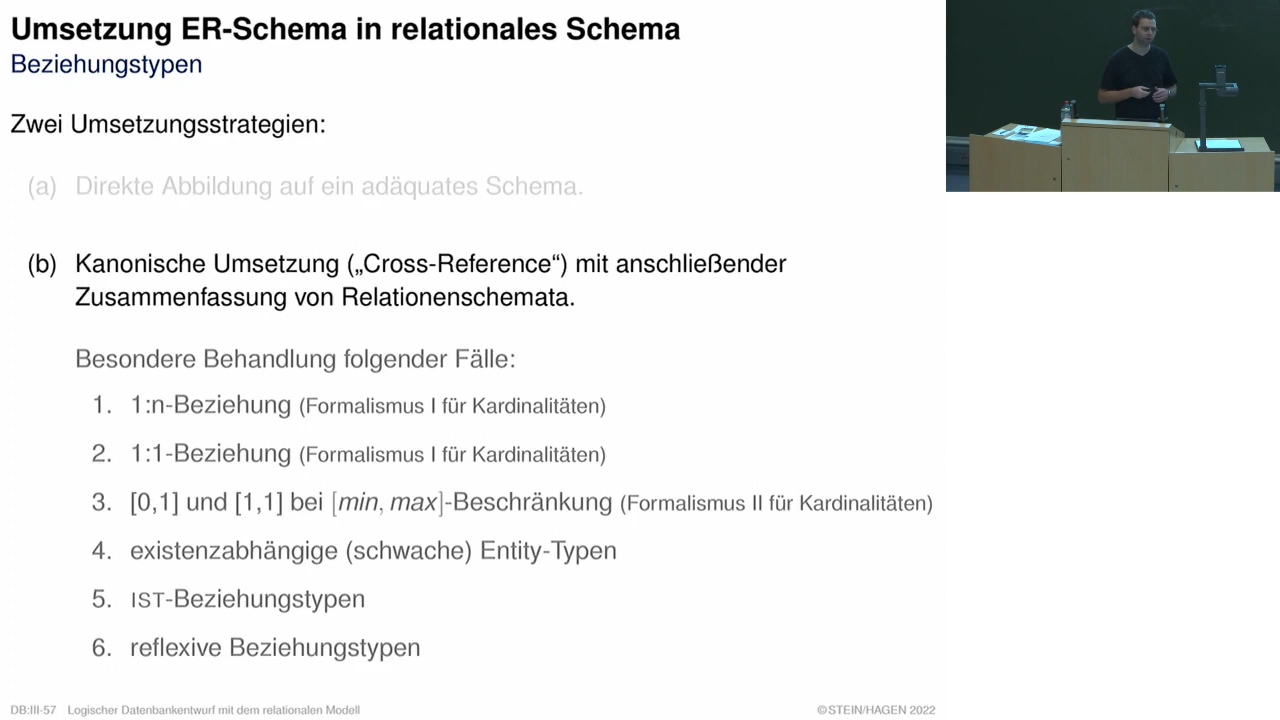 Umsetzung ER-Schema in relationales Schema
Beziehungstypen
Zwei Umsetzungsstrategien:
(a) Direkte Abbildung auf ein adäquates Schema.
(b) Kanonische Umsetzung („Cross-Reference“) mit anschließender
Zusammenfassung von Relationenschemata.
Besondere Behandlung folgender Fälle:
1. 1:n-Beziehung (Formalismus I für Kardinalitäten)
2. 1:1-Beziehung (Formalismus I für Kardinalitäten)
3. [0,1] und [1,1] bei [min, max]-Beschränkung (Formalismus II für Kardinalitäten)
4. existenzabhängige (schwache) Entity-Typen
5. IST-Beziehungstypen
6. reflexive Beziehungstypen
DB:III-57 Logischer Datenbankentwurf mit dem relationalen Modell
©STEIN/HAGEN 2022